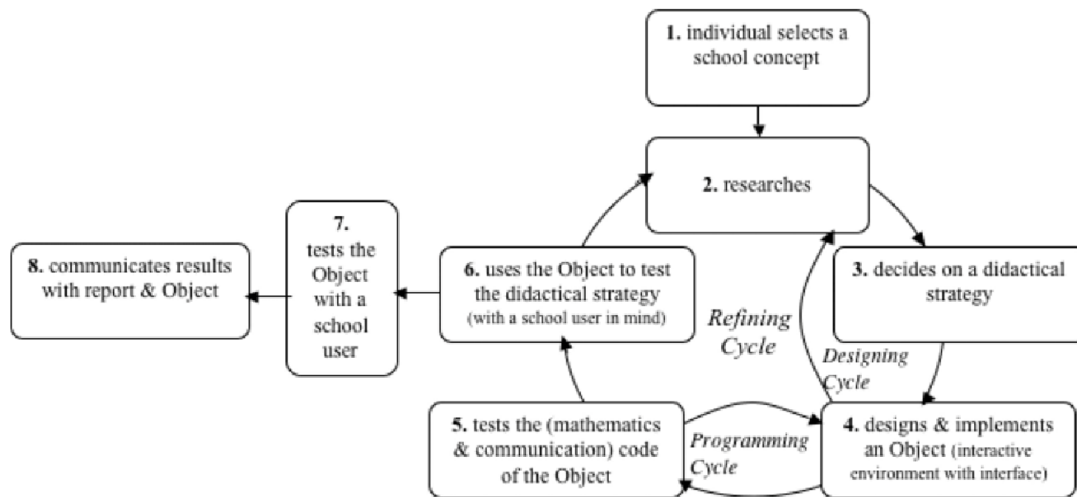 1. individual selects a
school concept
2. researches
3. decides on a didactical
strategy
4. designs & implements
an Object (interactive
environment with interface)
5. tests the (mathematics
& communication) code
of the Object
6. uses the Object to test
the didactical strategy
(with a school user in mind)
7.
tests the
Object
with a
school
user
8. communicates results
with report & Object
Refining
Cycle
Designing
Cycle
Programming
Cycle